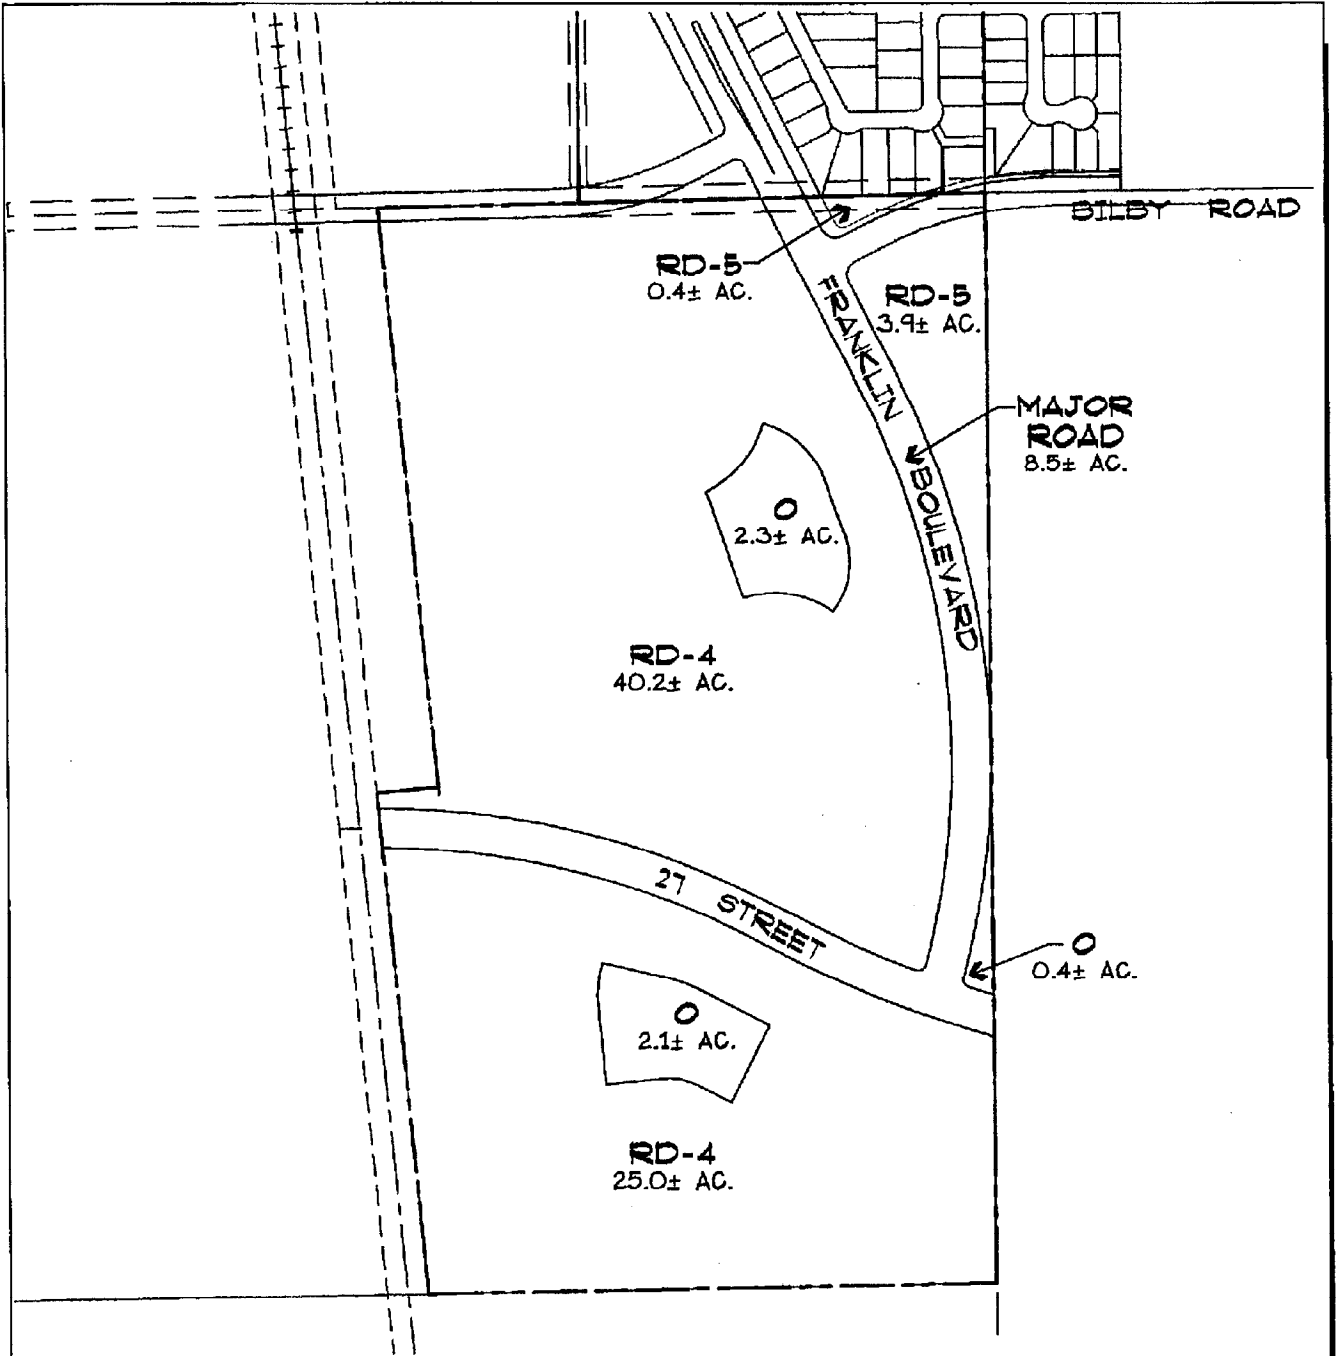 BILBY ROAD
RD-5
0.4± AC.
RD-5
3.9± AC.
FRANKLIN BOULEVARD
MAJOR
ROAD
8.5± AC.
O
2.3± AC.
RD-4
40.2± AC.
27 STREET
O
0.4± AC.
O
2.1± AC.
RD-4
25.0± AC.